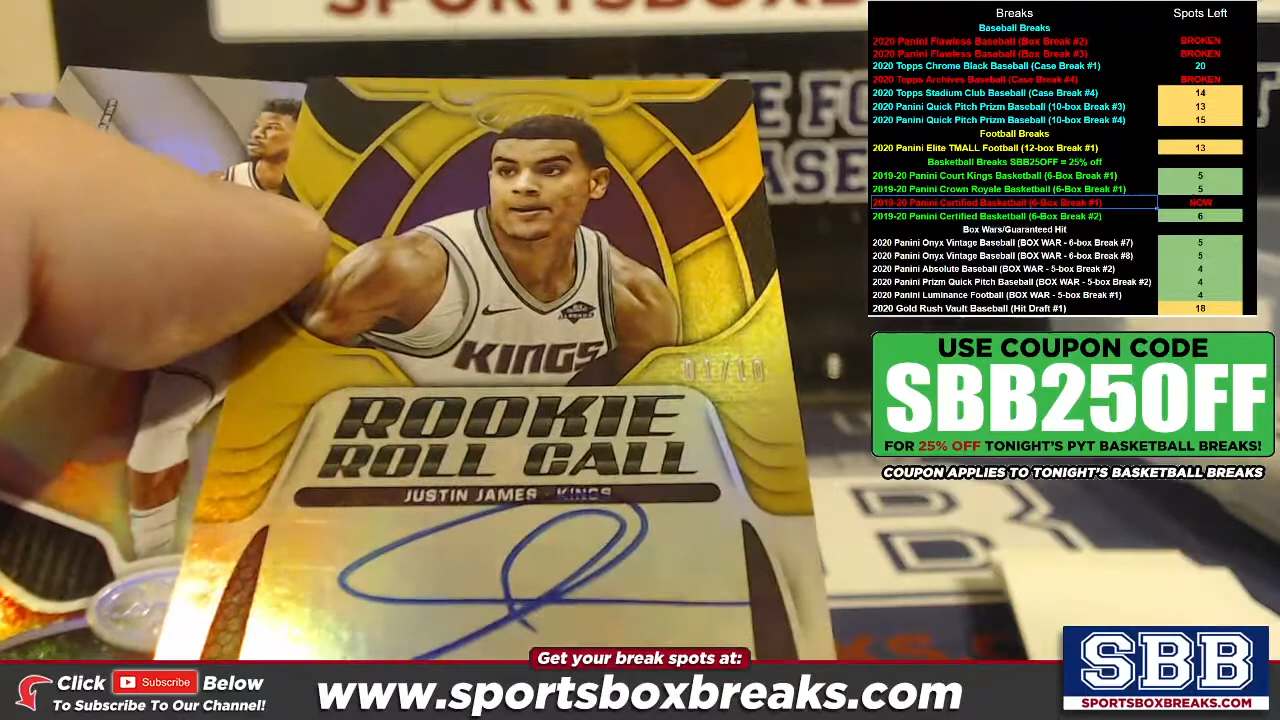 SPORTSBOX
Breaks Spots Left
Baseball Breaks
2020 Panini Flawless Baseball (Box Break #2) BROKEN
2020 Panini Flawless Baseball (Box Break #3) BROKEN
2020 Topps Chrome Black Baseball (Case Break #1) 20
2020 Topps Archives Baseball (Case Break #4) BROKEN
2020 Topps Stadium Club Baseball (Case Break #4) 14
2020 Panini Quick Pitch Prizm Baseball (10-box Break #3) 13
2020 Panini Quick Pitch Prizm Baseball (10-box Break #4) 15
Football Breaks
2020 Panini Elite TMALL Football (12-box Break #1) 13
Basketball Breaks SBB25OFF = 25% off
2019-20 Panini Court Kings Basketball (6-Box Break #1) 5
2019-20 Panini Crown Royale Basketball (6-Box Break #1) 5
2019-20 Panini Certified Basketball (6-Box Break #1) NOW
2019-20 Panini Certified Basketball (6-Box Break #2) 6
Box Wars/Guaranteed Hit
2020 Panini Onyx Vintage Baseball (BOX WAR - 6-box Break #7) 5
2020 Panini Onyx Vintage Baseball (BOX WAR - 6-box Break #8) 5
2020 Panini Absolute Baseball (BOX WAR - 5-box Break #2) 4
2020 Panini Prizm Quick Pitch Baseball (BOX WAR - 5-box Break #2) 4
2020 Panini Luminance Football (BOX WAR - 5-box Break #1) 4
2020 Gold Rush Vault Baseball (Hit Draft #1) 18
KINGS
01/10
ROOKIE
ROLL CALL
JUSTIN JAMES - KINGS
USE COUPON CODE
SBB25OFF
FOR 25% OFF TONIGHT'S PYT BASKETBALL BREAKS!
COUPON APPLIES TO TONIGHT'S BASKETBALL BREAKS
Get your break spots at:
Click Subscribe Below
To Subscribe To Our Channel!
www.sportsboxbreaks.com
SBB
SPORTSBOXBREAKS.COM